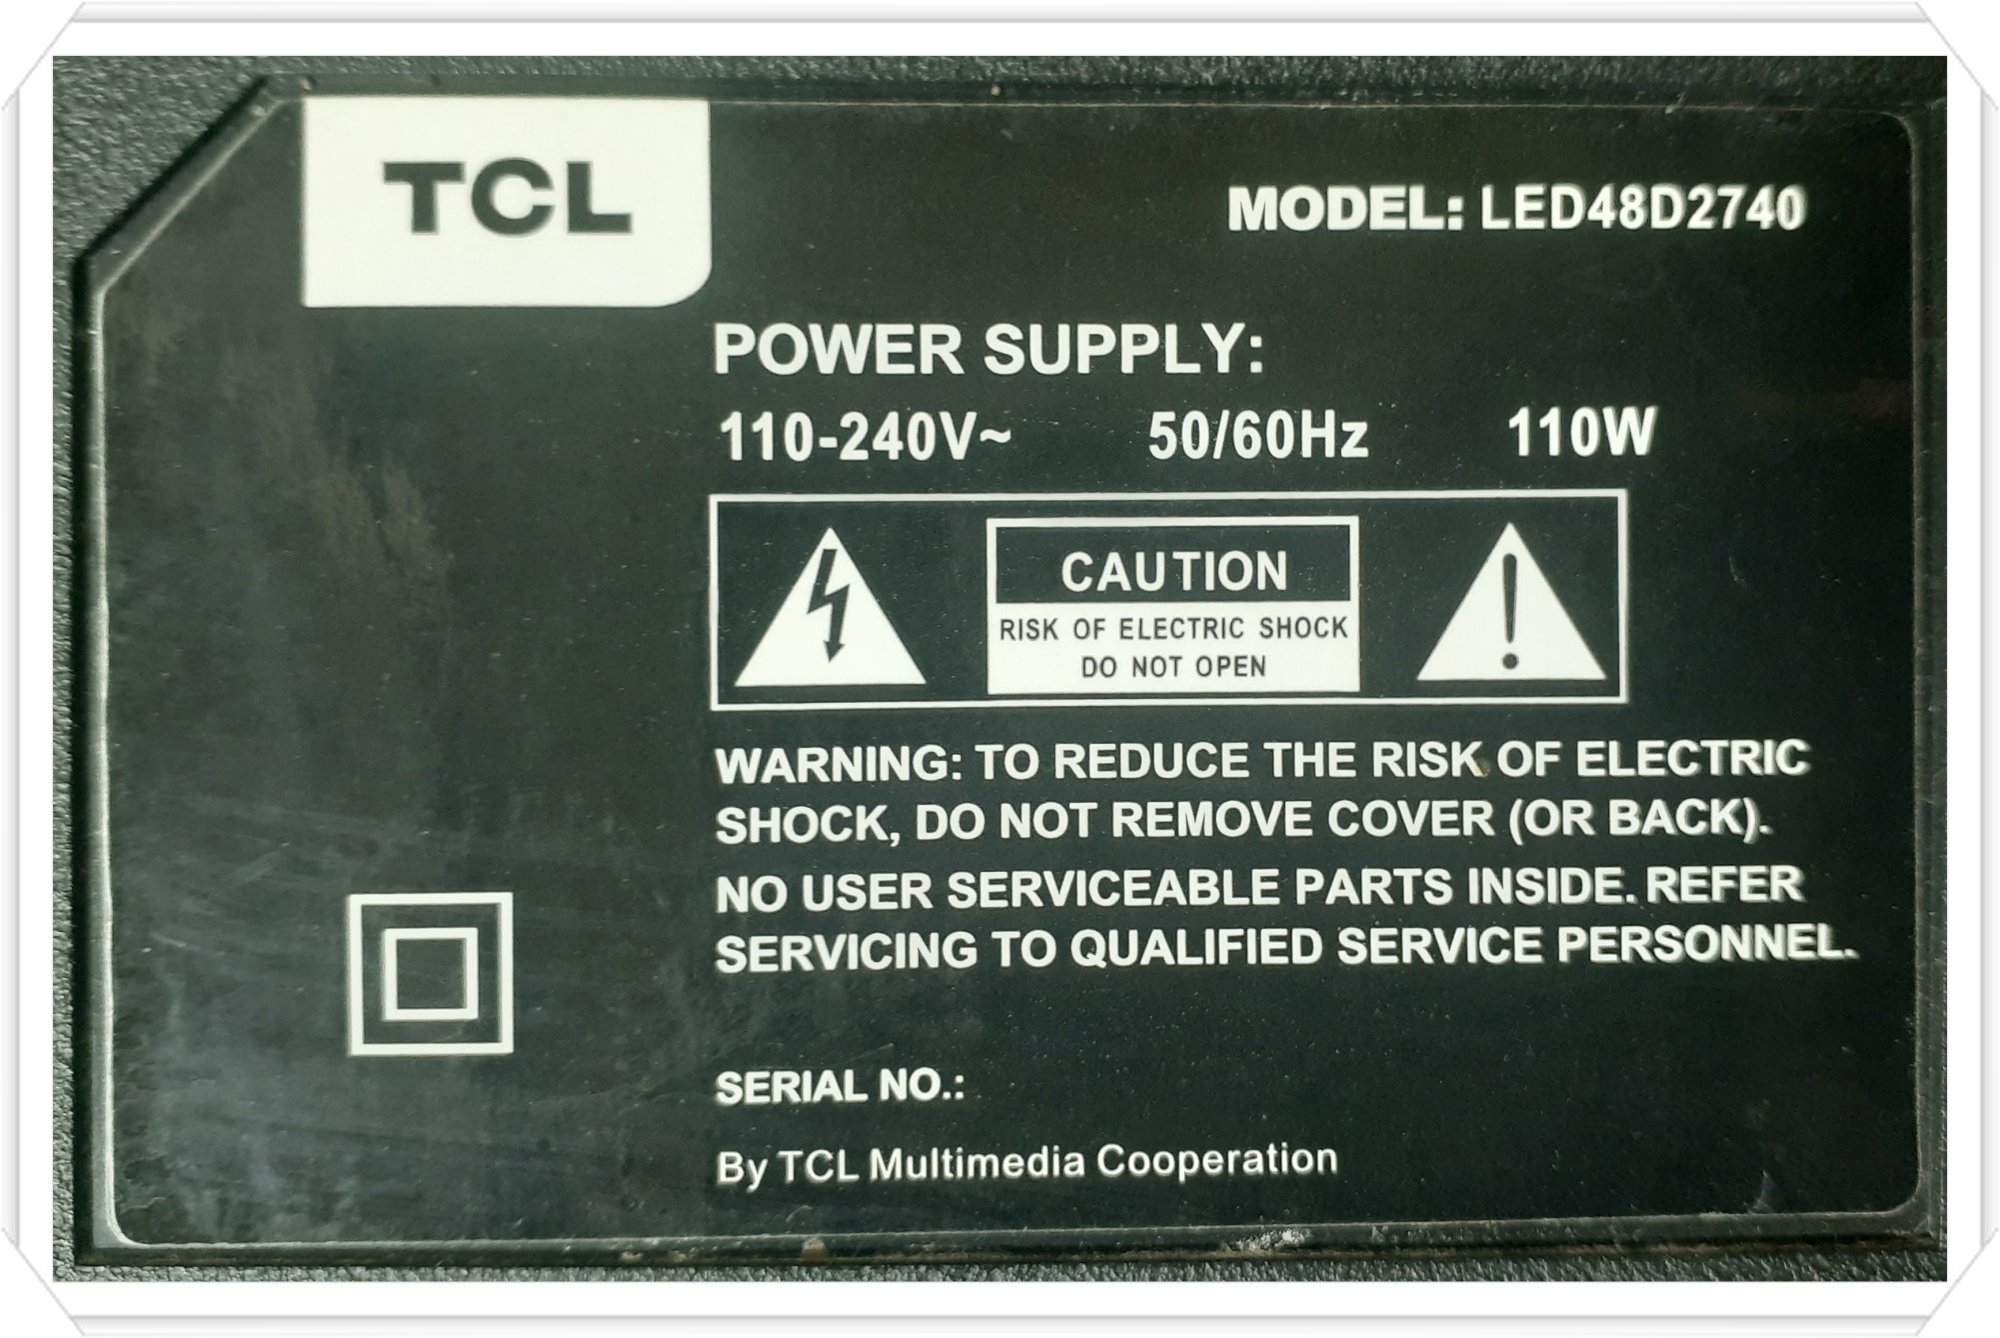 TCL
MODEL: LED48D2740
POWER SUPPLY:
110-240V~ 50/60Hz 110W
CAUTION
RISK OF ELECTRIC SHOCK
DO NOT OPEN
WARNING: TO REDUCE THE RISK OF ELECTRIC
SHOCK, DO NOT REMOVE COVER (OR BACK).
NO USER SERVICEABLE PARTS INSIDE. REFER
SERVICING TO QUALIFIED SERVICE PERSONNEL.
SERIAL NO.:
By TCL Multimedia Cooperation